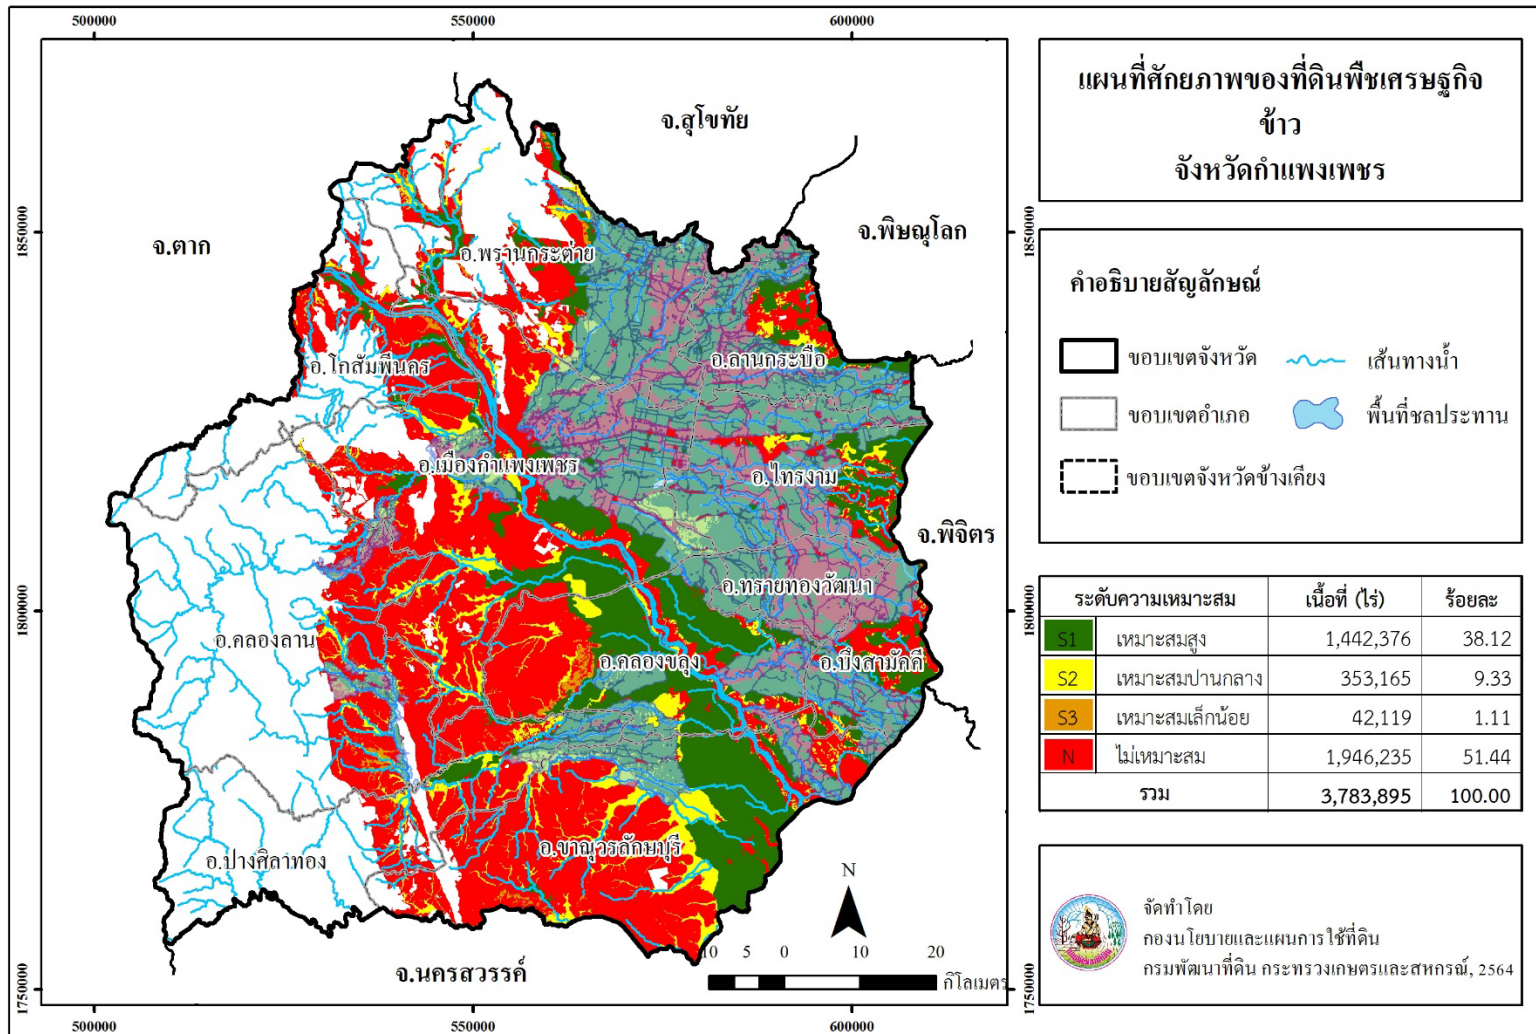 500000
550000
600000
1850000
1800000
1750000
จ.สุโขทัย
จ.ตาก
จ.พิษณุโลก
อ.พรานกระต่าย
อ.ลานกระบือ
อ.โกสัมพีนคร
อ.เมืองกำแพงเพชร
อ.ไทรงาม
จ.พิจิตร
อ.ทรายทองวัฒนา
อ.คลองลาน
อ.คลองขลุง
อ.บึงสามัคคี
อ.ขาณุวรลักษบุรี
อ.ปางศิลาทอง
จ.นครสวรรค์
N
10 5 0 10 20
กิโลเมตร
1850000
1800000
1750000
500000
550000
600000
แผนที่ศักยภาพของที่ดินพืชเศรษฐกิจ
ข้าว
จังหวัดกำแพงเพชร
คำอธิบายสัญลักษณ์
ขอบเขตจังหวัด เส้นทางน้ำ
ขอบเขตอำเภอ พื้นที่ชลประทาน
ขอบเขตจังหวัดข้างเคียง
ระดับความเหมาะสม เนื้อที่ (ไร่) ร้อยละ
S1 เหมาะสมสูง 1,442,376 38.12
S2 เหมาะสมปานกลาง 353,165 9.33
S3 เหมาะสมเล็กน้อย 42,119 1.11
N ไม่เหมาะสม 1,946,235 51.44
รวม 3,783,895 100.00
จัดทำโดย
กองนโยบายและแผนการใช้ที่ดิน
กรมพัฒนาที่ดิน กระทรวงเกษตรและสหกรณ์, 2564